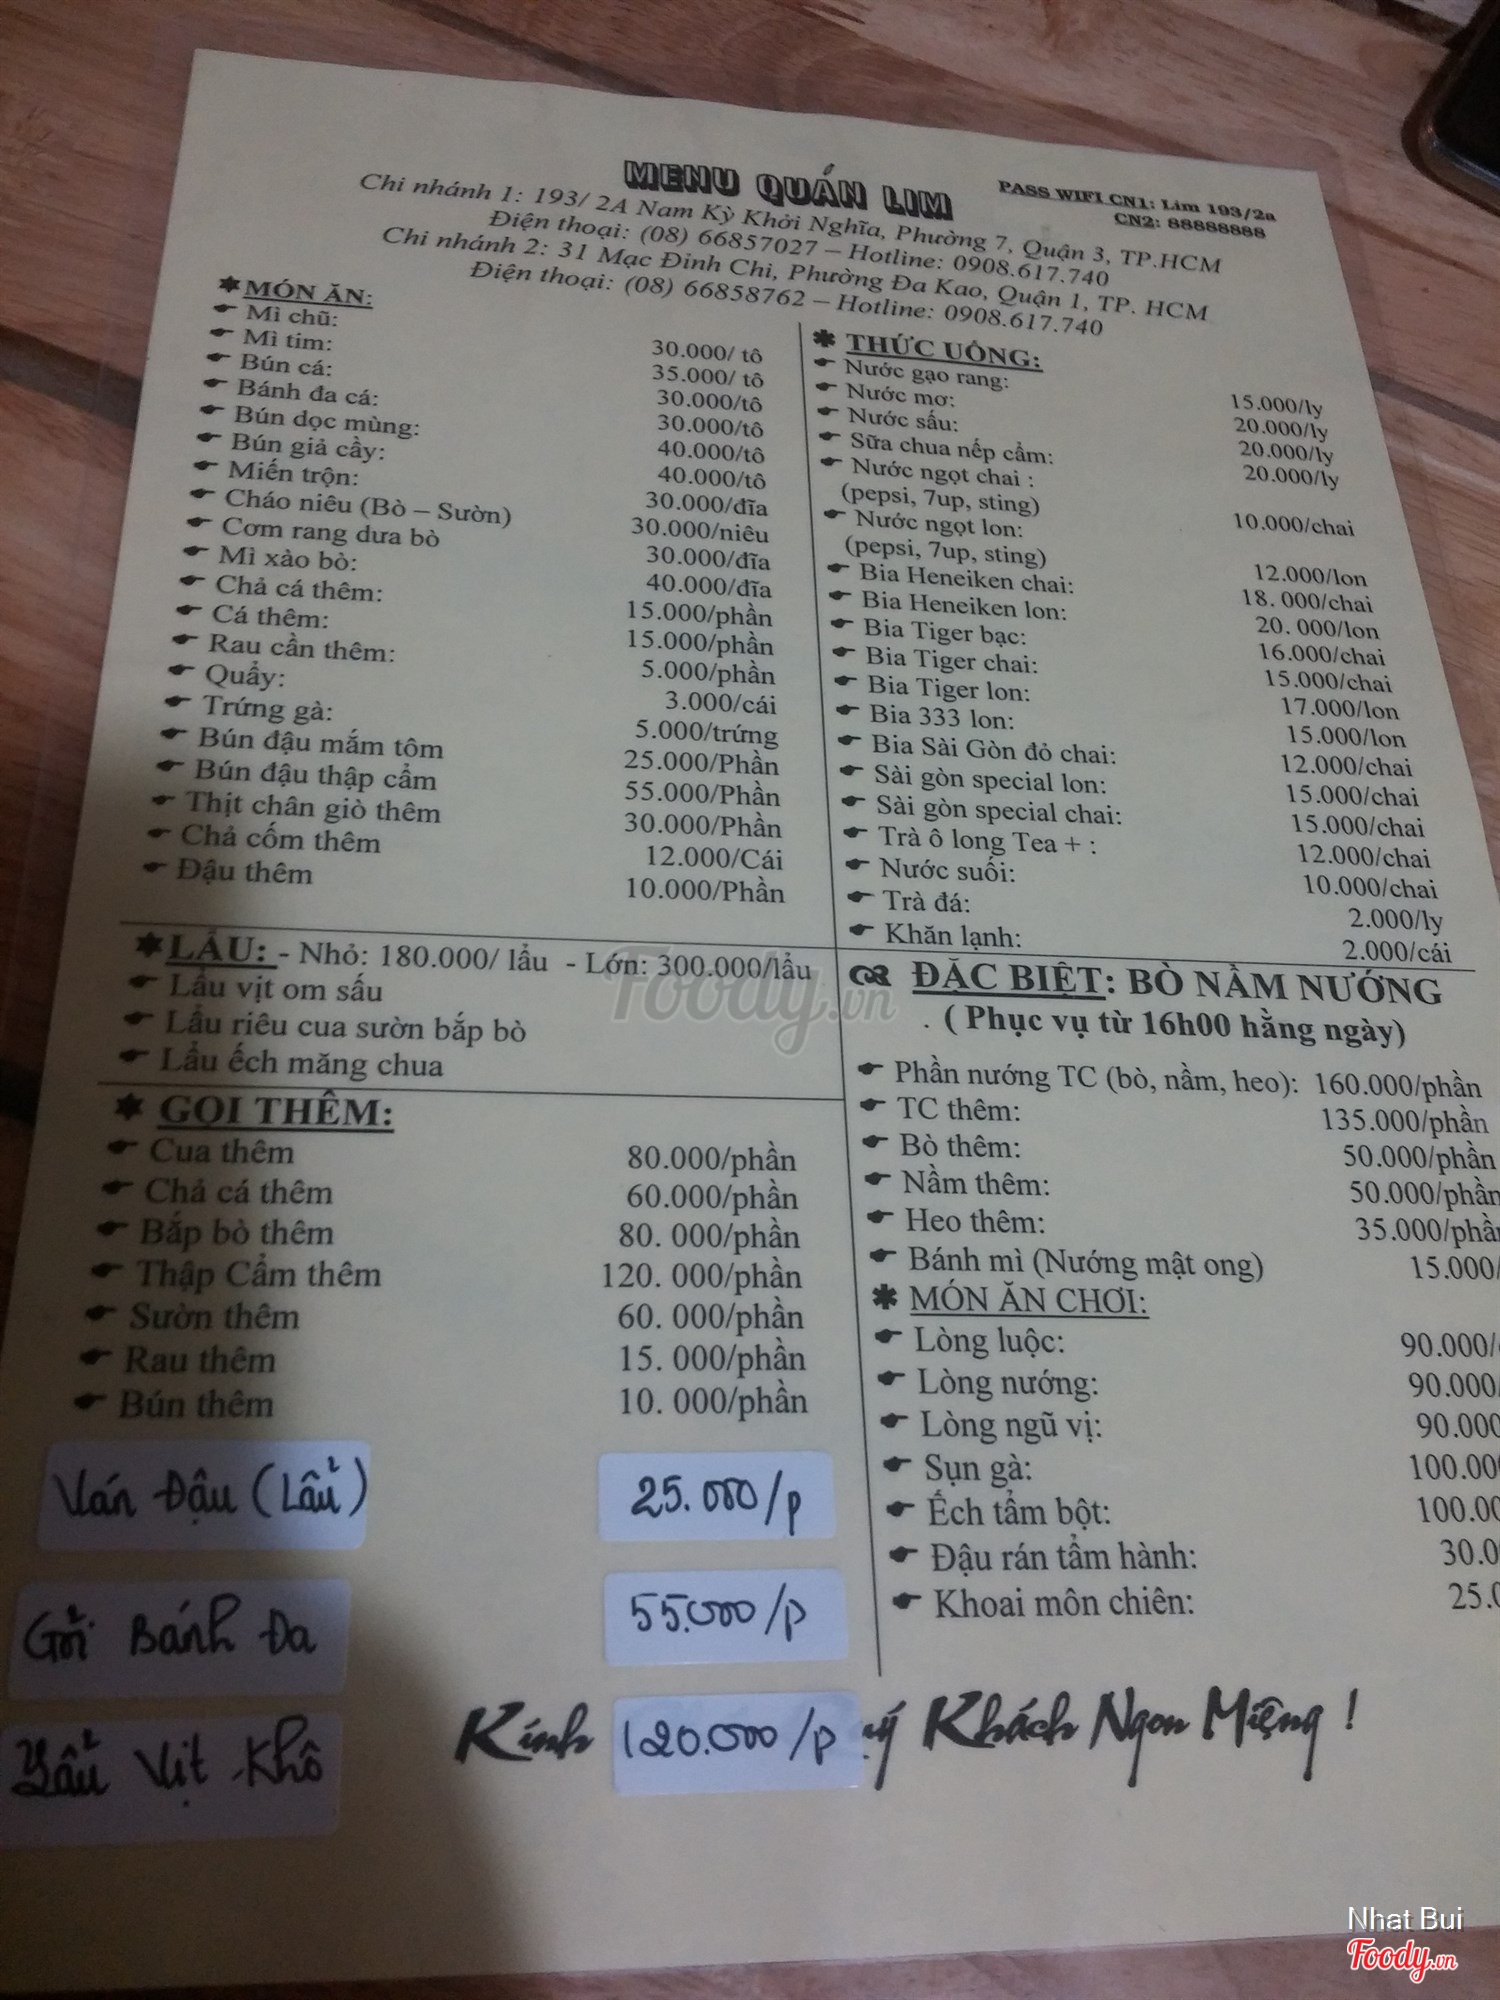 MENU QUÁN LIM
PASS WIFI CN1: Lim 193/2a
CN2: 88888888
Chi nhánh 1: 193/ 2A Nam Kỳ Khởi Nghĩa, Phường 7, Quận 3, TP.HCM
Điện thoại: (08) 66857027 – Hotline: 0908.617.740
Chi nhánh 2: 31 Mạc Đỉnh Chi, Phường Đa Kao, Quận 1, TP. HCM
Điện thoại: (08) 66858762 – Hotline: 0908.617.740
MÓN ĂN:
Mì chũ: 30.000/ tô
Mì tim: 35.000/ tô
Bún cá: 30.000/tô
Bánh đa cá: 30.000/tô
Bún dọc mùng: 40.000/tô
Bún giả cầy: 40.000/tô
Miến trộn: 30.000/đĩa
Cháo niêu (Bò – Sườn) 30.000/niêu
Cơm rang dưa bò 30.000/đĩa
Mì xào bò: 40.000/đĩa
Chả cá thêm: 15.000/phần
Cá thêm: 15.000/phần
Rau cần thêm: 5.000/phần
Quẩy: 3.000/cái
Trứng gà: 5.000/trứng
Bún đậu mắm tôm 25.000/Phần
Bún đậu thập cẩm 55.000/Phần
Thịt chân giò thêm 30.000/Phần
Chả cốm thêm 12.000/Cái
Đậu thêm 10.000/Phần
LẨU: - Nhỏ: 180.000/ lẩu - Lớn: 300.000/lẩu
Lẩu vịt om sấu
Lẩu riêu cua sườn bắp bò
Lẩu ếch măng chua
GỌI THÊM:
Cua thêm 80.000/phần
Chả cá thêm 60.000/phần
Bắp bò thêm 80. 000/phần
Thập Cẩm thêm 120. 000/phần
Sườn thêm 60. 000/phần
Rau thêm 15. 000/phần
Bún thêm 10. 000/phần
Ván Đậu (Lẩu) 25.000/p
Gỏi Bánh Đa 55.000/p
Lẩu Vịt Khô 120.000/p
THỨC UỐNG:
Nước gạo rang: 15.000/ly
Nước mơ: 20.000/ly
Nước sấu: 20.000/ly
Sữa chua nếp cẩm: 20.000/ly
Nước ngọt chai :
(pepsi, 7up, sting) 10.000/chai
Nước ngọt lon:
(pepsi, 7up, sting) 12.000/lon
Bia Heneiken chai: 18. 000/chai
Bia Heneiken lon: 20. 000/lon
Bia Tiger bạc: 16.000/chai
Bia Tiger chai: 15.000/chai
Bia Tiger lon: 17.000/lon
Bia 333 lon: 15.000/lon
Bia Sài Gòn đỏ chai: 12.000/chai
Sài gòn special lon: 15.000/chai
Sài gòn special chai: 15.000/chai
Trà ô long Tea + : 12.000/chai
Nước suối: 10.000/chai
Trà đá: 2.000/ly
Khăn lạnh: 2.000/cái
ĐẶC BIỆT: BÒ NẦM NƯỚNG
. ( Phục vụ từ 16h00 hằng ngày)
Phần nướng TC (bò, nầm, heo): 160.000/phần
TC thêm: 135.000/phần
Bò thêm: 50.000/phần
Nầm thêm: 50.000/phần
Heo thêm: 35.000/phần
Bánh mì (Nướng mật ong) 15.000/
MÓN ĂN CHƠI:
Lòng luộc: 90.000/
Lòng nướng: 90.000/
Lòng ngũ vị: 90.000
Sụn gà: 100.00
Ếch tẩm bột: 100.00
Đậu rán tẩm hành: 30.0
Khoai môn chiên: 25.0
Kính quý Khách Ngon Miệng !
Foody.vn
Nhat Bui
Foody.vn